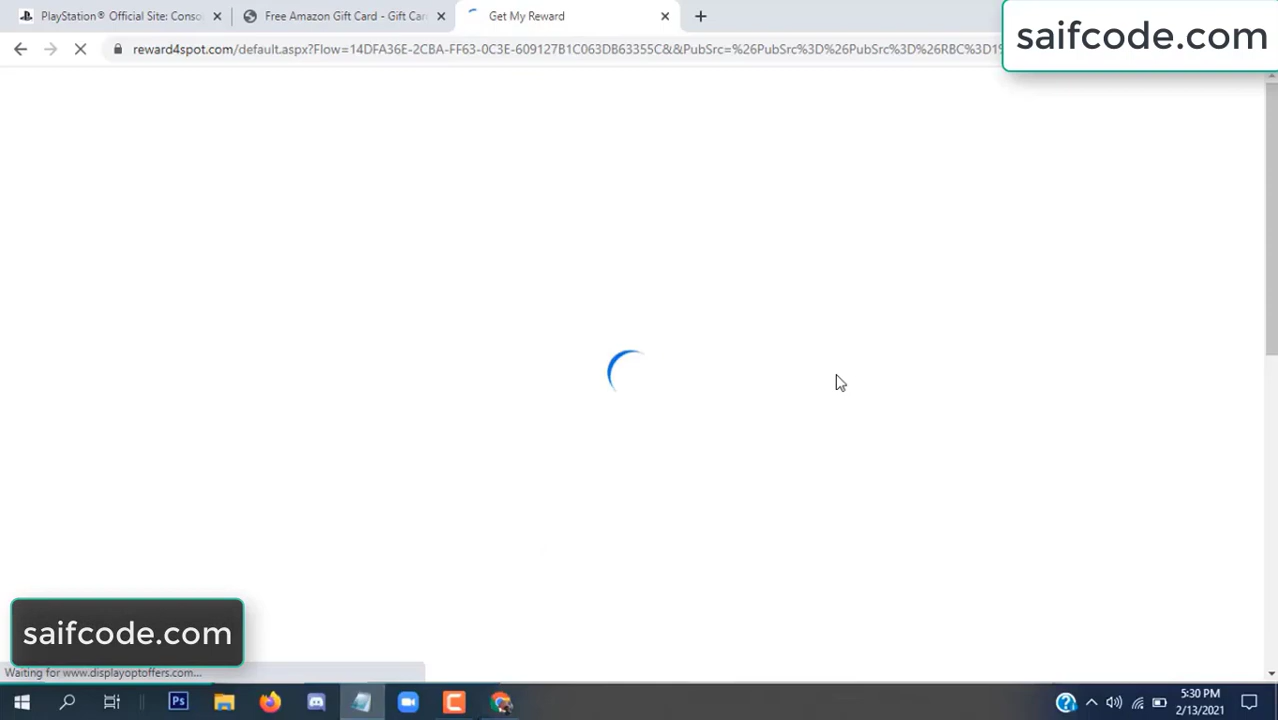 PlayStation® Official Site: Conso
Free Amazon Gift Card - Gift Car
Get My Reward
saifcode.com
reward4spot.com/default.aspx?Flow=14DFA36E-2CBA-FF63-0C3E-609127B1C063DB63355C&&PubSrc=%26PubSrc%3D%26PubSrc%3D%26RBC%3D1%
saifcode.com
Waiting for www.displayoptoffers.com...
Ps
5:30 PM
2/13/2021